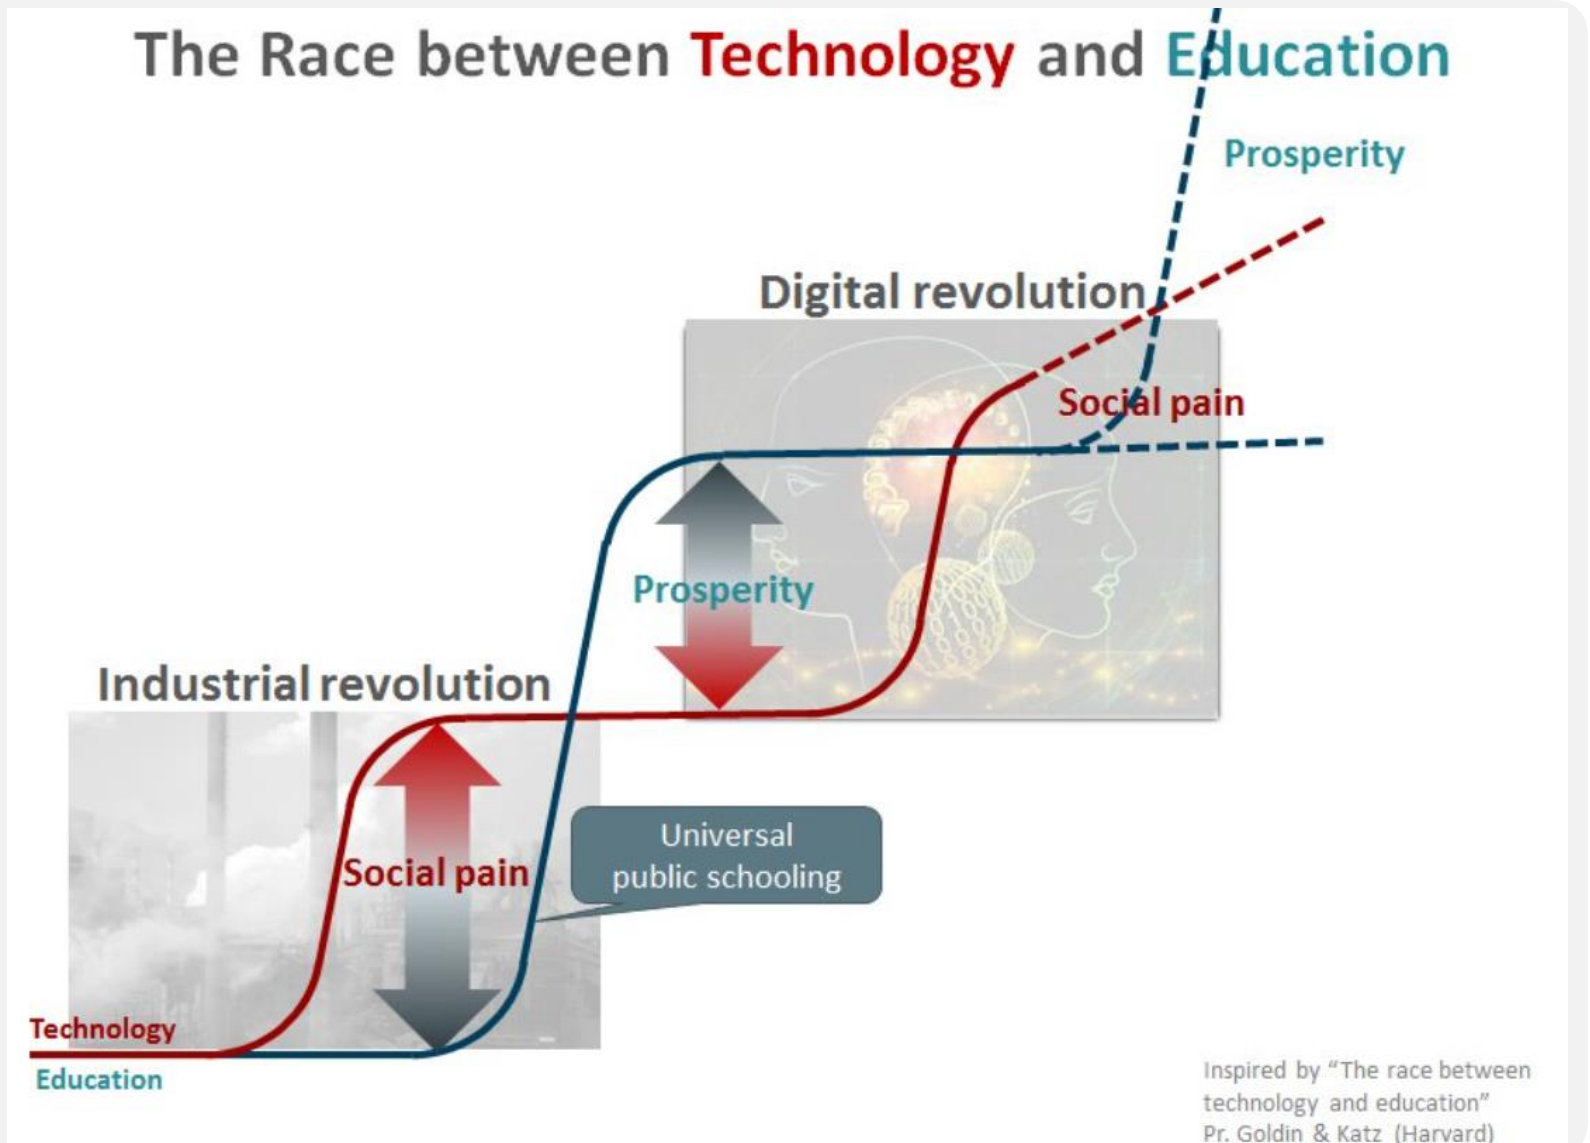 The Race between Technology and Education
Prosperity
Digital revolution
Social pain
Prosperity
Industrial revolution
Universal
public schooling
Social pain
Technology
Education
Inspired by “The race between
technology and education”
Pr. Goldin & Katz (Harvard)